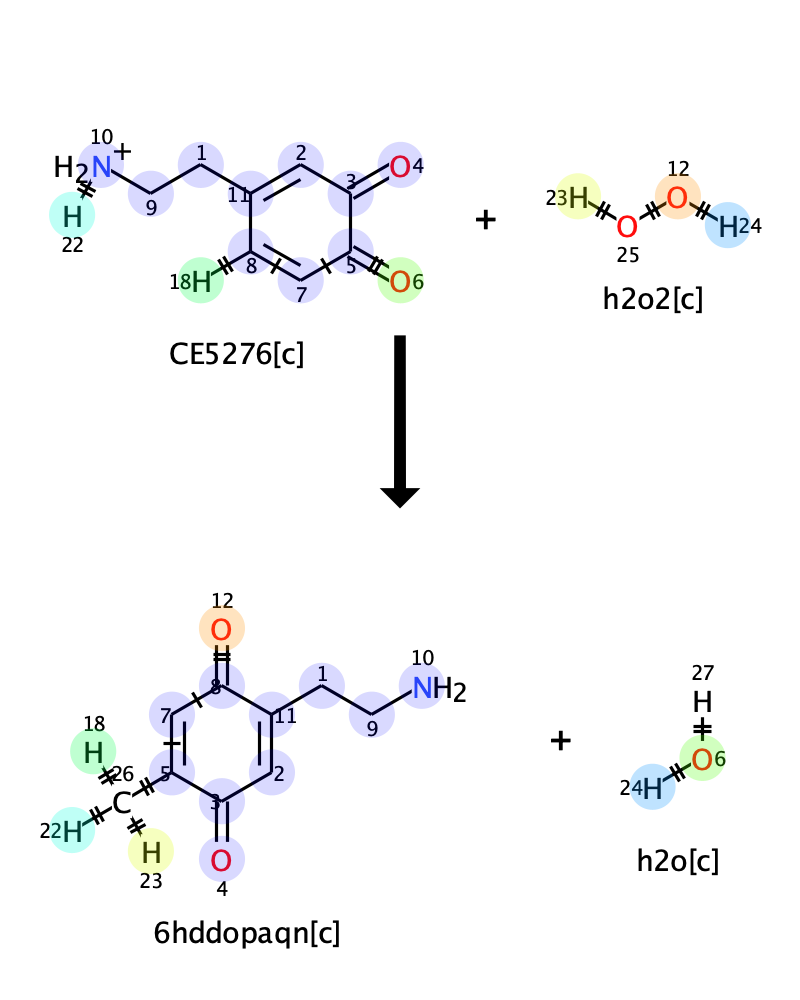 10
H2N+
1
2
3
O4
11
9
H
22
8
5
18H
7
O6
CE5276[c]
+
12
23H
O
O
H24
25
h2o2[c]
12
O
10
8
1
NH2
7
11
9
18
H
26
5
2
C
3
22H
H
23
O
4
6hddopaqn[c]
+
27
H
O6
24H
h2o[c]